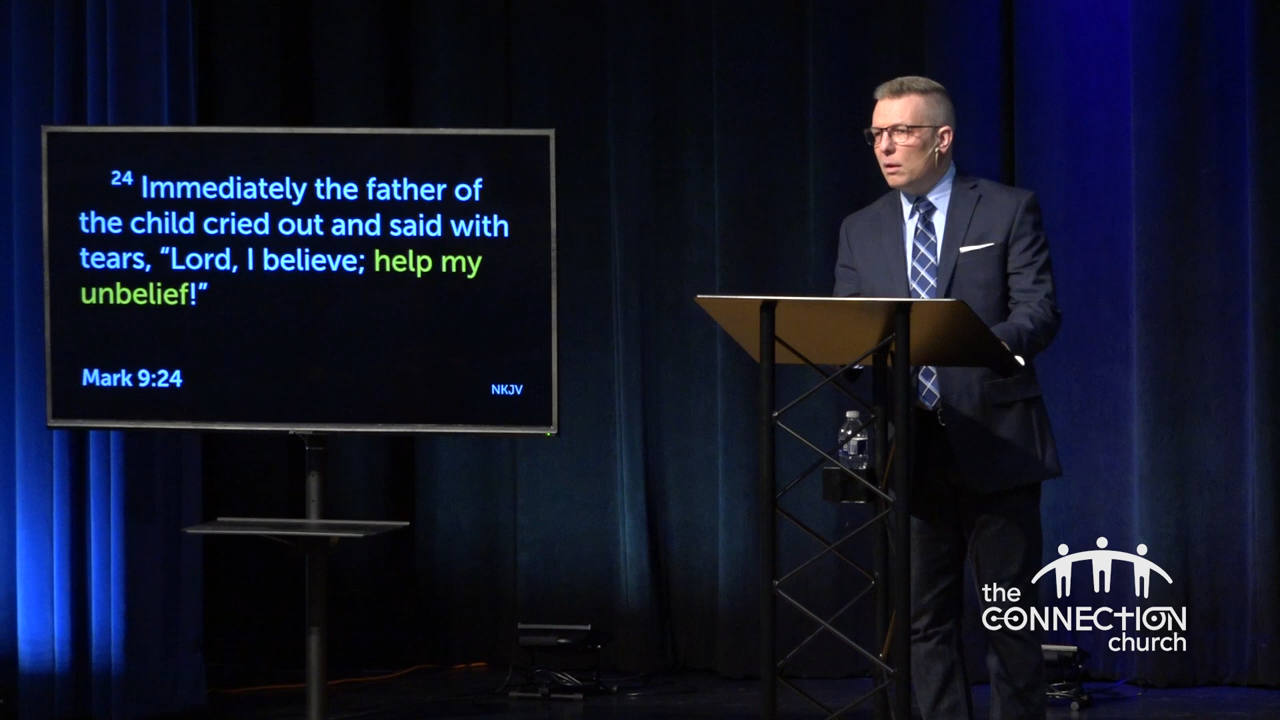 24 Immediately the father of
the child cried out and said with
tears, “Lord, I believe; help my
unbelief!”
Mark 9:24
NKJV
the
CONNECTION
church